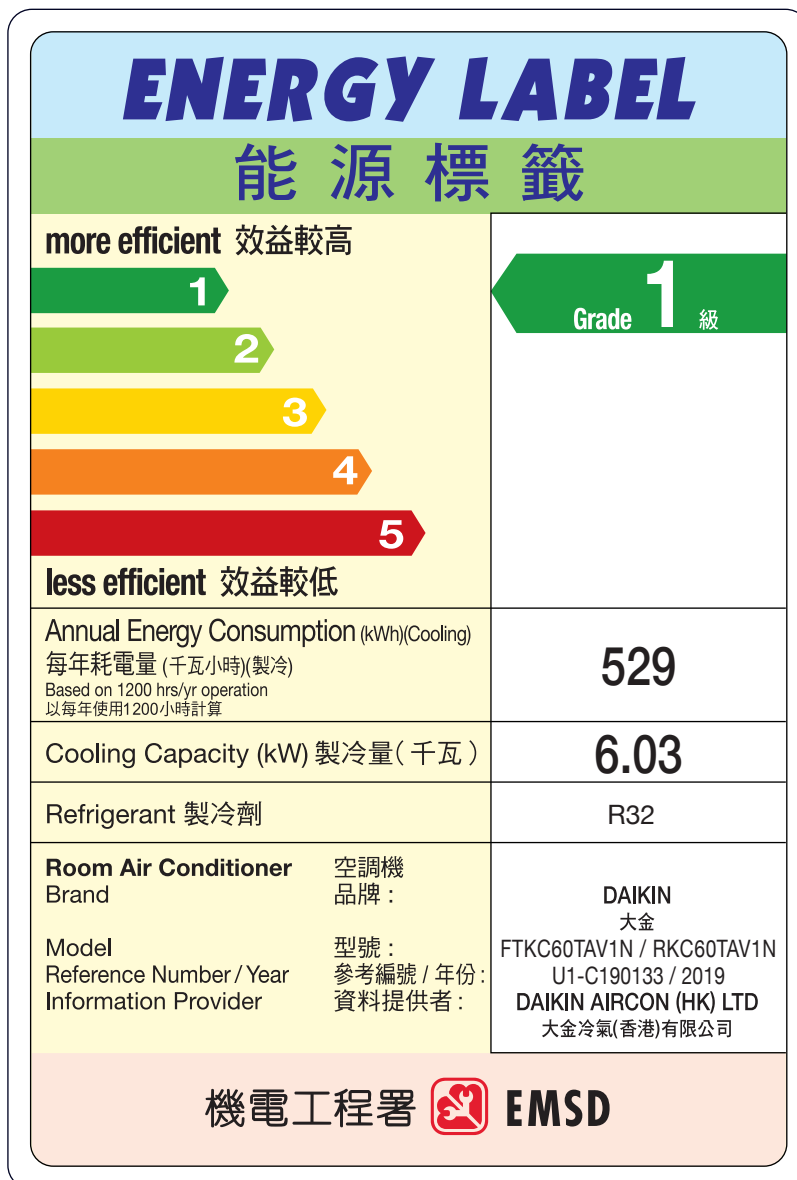 ENERGY LABEL
能源標籤
more efficient 效益較高
1
2
3
4
5
less efficient 效益較低
Grade 1 級
Annual Energy Consumption (kWh)(Cooling)
每年耗電量 (千瓦小時)(製冷)
Based on 1200 hrs/yr operation
以每年使用1200小時計算
529
Cooling Capacity (kW) 製冷量(千瓦)
6.03
Refrigerant 製冷劑
R32
Room Air Conditioner 空調機
Brand 品牌:
DAIKIN
大金
Model 型號:
FTKC60TAV1N / RKC60TAV1N
Reference Number / Year 參考編號 / 年份:
U1-C190133 / 2019
Information Provider 資料提供者:
DAIKIN AIRCON (HK) LTD
大金冷氣(香港)有限公司
機電工程署 EMSD